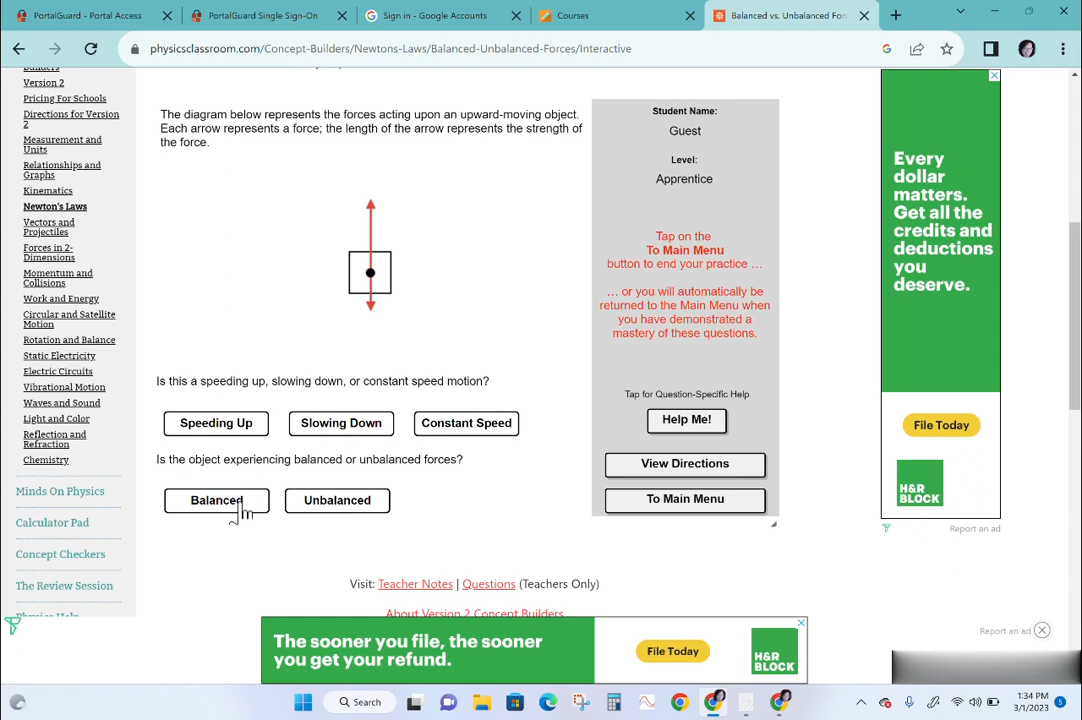 PortalGuard - Portal Access
PortalGuard Single Sign-On
Sign in - Google Accounts
Courses
Balanced vs. Unbalanced For
physicsclassroom.com/Concept-Builders/Newtons-Laws/Balanced-Unbalanced-Forces/Interactive
Builders
Version 2
Pricing For Schools
Directions for Version
2
Measurement and
Units
Relationships and
Graphs
Kinematics
Newton's Laws
Vectors and
Projectiles
Forces in 2-
Dimensions
Momentum and
Collisions
Work and Energy
Circular and Satellite
Motion
Rotation and Balance
Static Electricity
Electric Circuits
Vibrational Motion
Waves and Sound
Light and Color
Reflection and
Refraction
Chemistry
Minds On Physics
Calculator Pad
Concept Checkers
The Review Session
Physics Help
The diagram below represents the forces acting upon an upward-moving object.
Each arrow represents a force; the length of the arrow represents the strength of
the force.
Is this a speeding up, slowing down, or constant speed motion?
Speeding Up
Slowing Down
Constant Speed
Is the object experiencing balanced or unbalanced forces?
Balanced
Unbalanced
Student Name:
Guest
Level:
Apprentice
Tap on the
To Main Menu
button to end your practice ...
... or you will automatically be
returned to the Main Menu when
you have demonstrated a
mastery of these questions.
Tap for Question-Specific Help
Help Me!
View Directions
To Main Menu
Every
dollar
matters.
Get all the
credits and
deductions
you
deserve.
File Today
H&R
BLOCK
Report an ad
Visit: Teacher Notes | Questions (Teachers Only)
About Version 2 Concept Builders
The sooner you file, the sooner
you get your refund.
File Today
H&R
BLOCK
Report an ad
Search
1:34 PM
3/1/2023
5